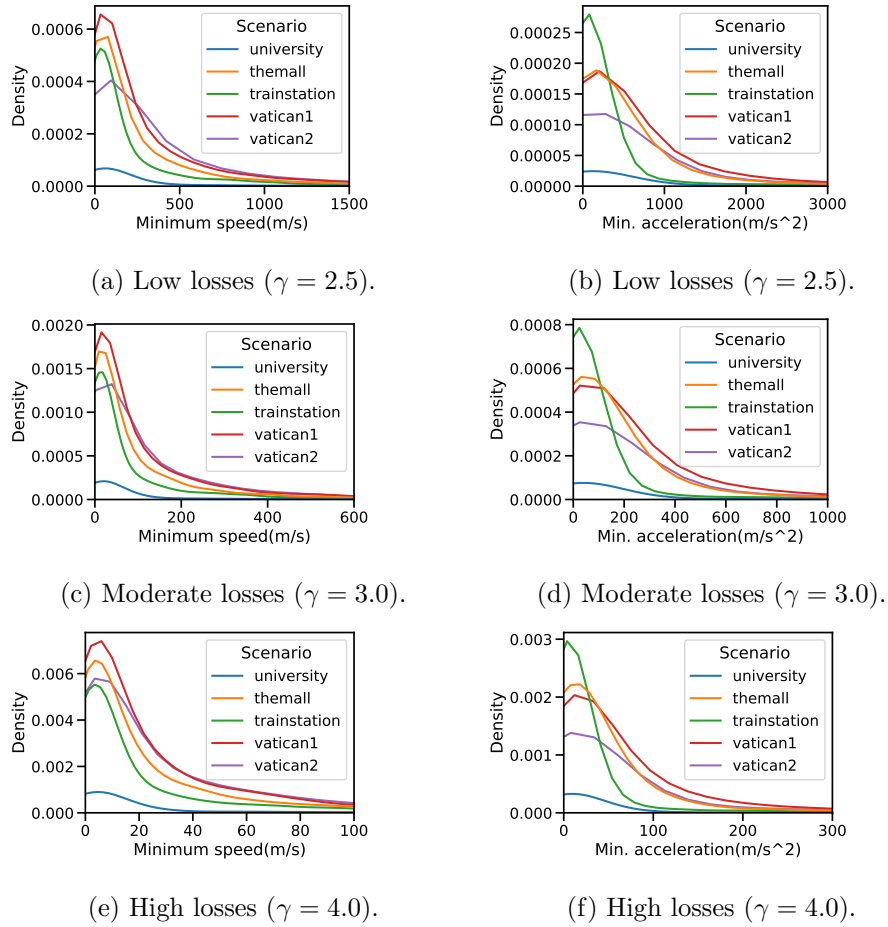 Density
0.0006
0.0004
0.0002
0.0000
Scenario
university
themall
trainstation
vatican1
vatican2
0 500 1000 1500
Minimum speed(m/s)
(a) Low losses (γ = 2.5).
Density
0.00025
0.00020
0.00015
0.00010
0.00005
0.00000
Scenario
university
themall
trainstation
vatican1
vatican2
0 1000 2000 3000
Min. acceleration(m/s^2)
(b) Low losses (γ = 2.5).
Density
0.0020
0.0015
0.0010
0.0005
0.0000
Scenario
university
themall
trainstation
vatican1
vatican2
0 200 400 600
Minimum speed(m/s)
(c) Moderate losses (γ = 3.0).
Density
0.0008
0.0006
0.0004
0.0002
0.0000
Scenario
university
themall
trainstation
vatican1
vatican2
0 200 400 600 800 1000
Min. acceleration(m/s^2)
(d) Moderate losses (γ = 3.0).
Density
0.006
0.004
0.002
0.000
Scenario
university
themall
trainstation
vatican1
vatican2
0 20 40 60 80 100
Minimum speed(m/s)
(e) High losses (γ = 4.0).
Density
0.003
0.002
0.001
0.000
Scenario
university
themall
trainstation
vatican1
vatican2
0 100 200 300
Min. acceleration(m/s^2)
(f) High losses (γ = 4.0).